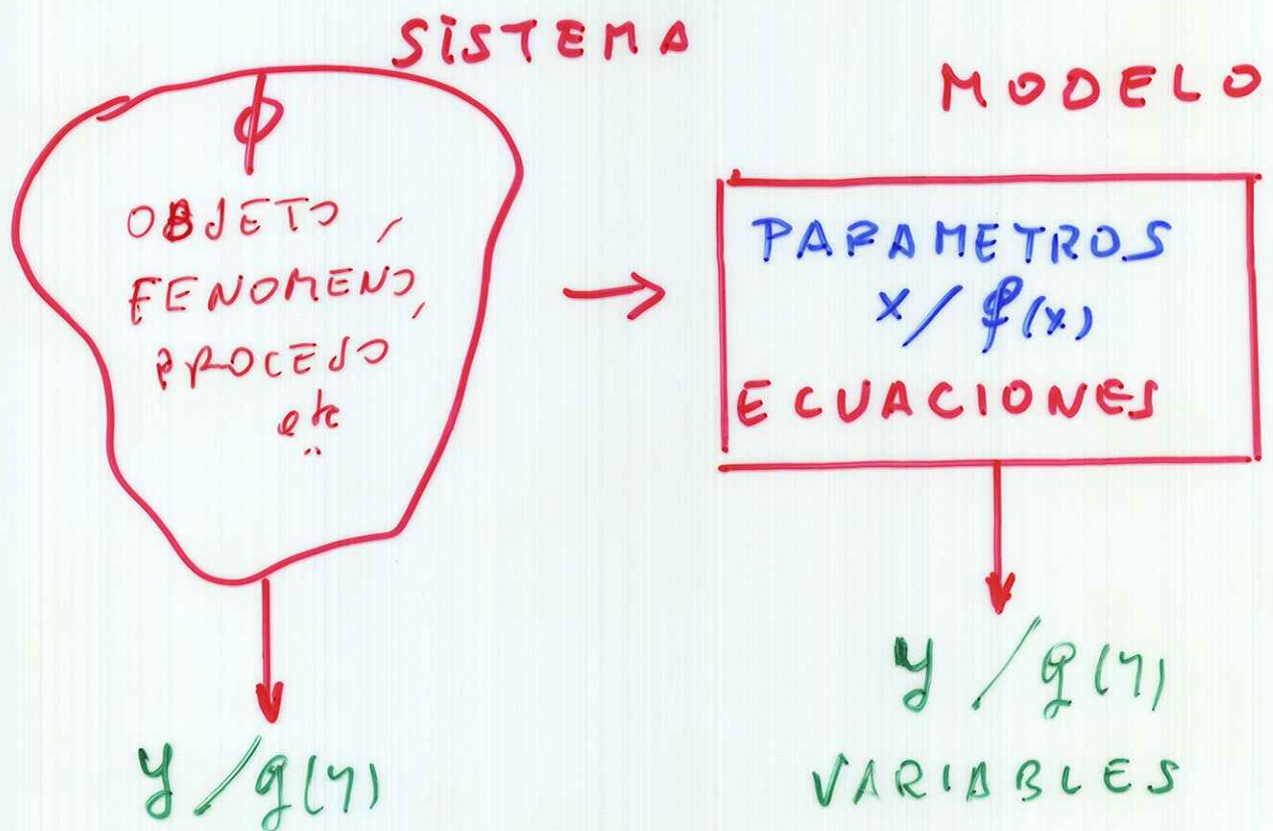 SISTEMA
ϕ
OBJETO,
FENOMENO,
PROCESO
etc
..
y/g(y)
MODELO
PARAMETROS
x/f(x)
ECUACIONES
y/g(y)
VARIABLES